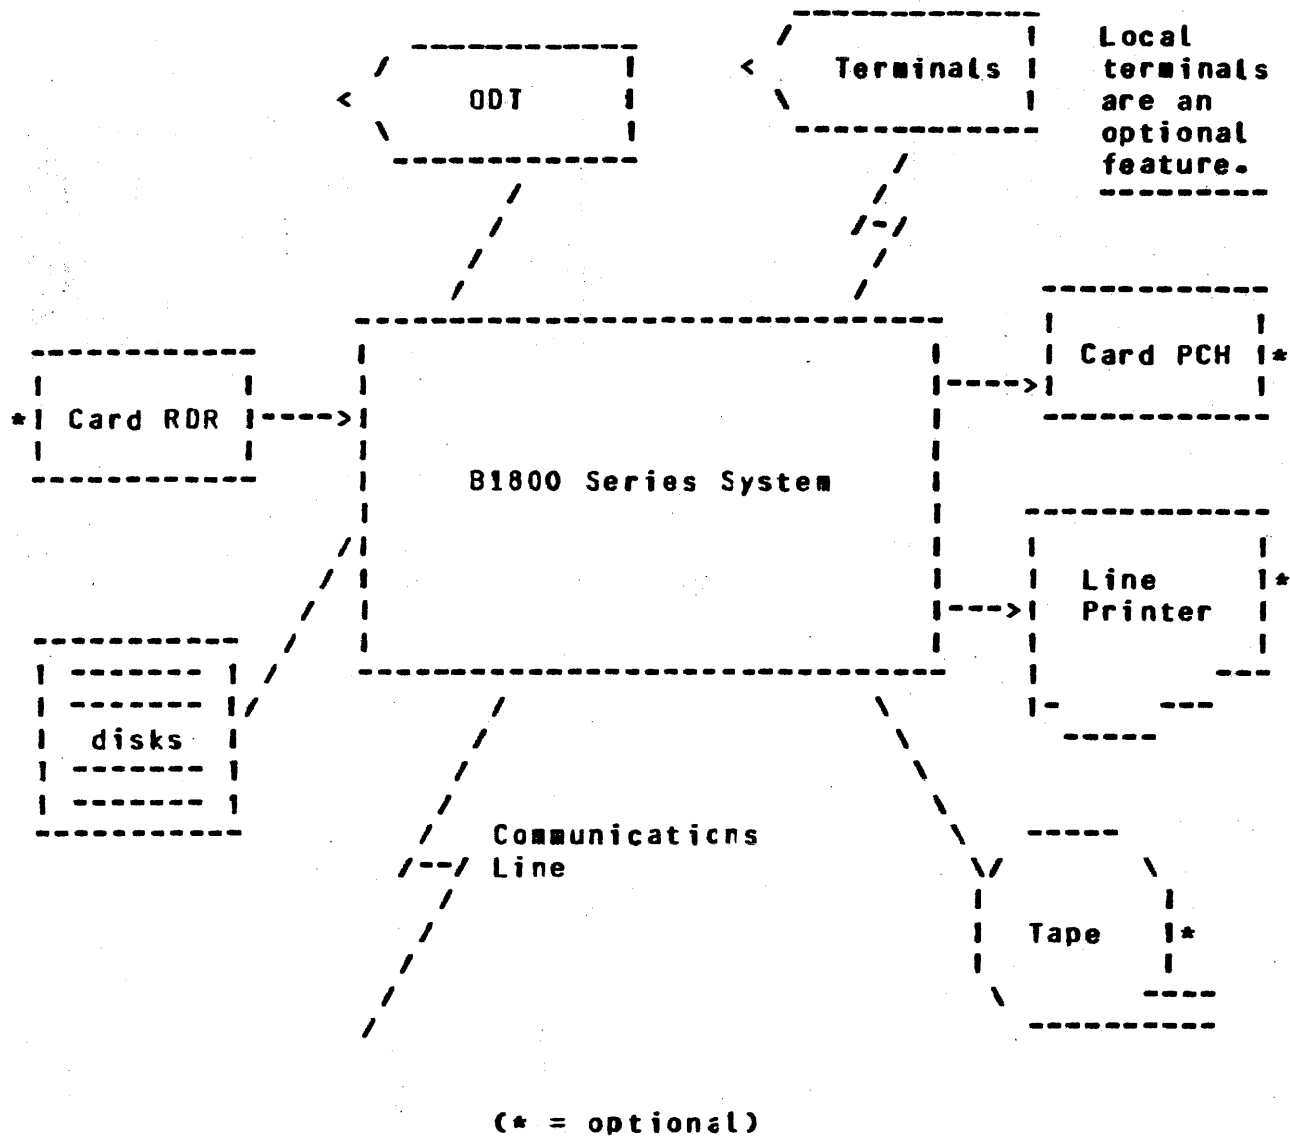 ODT
Terminals
Local
terminals
are an
optional
feature.
Card PCH *
* Card RDR
B1800 Series System
Line *
Printer
disks
Communications
Line
Tape *
(* = optional)